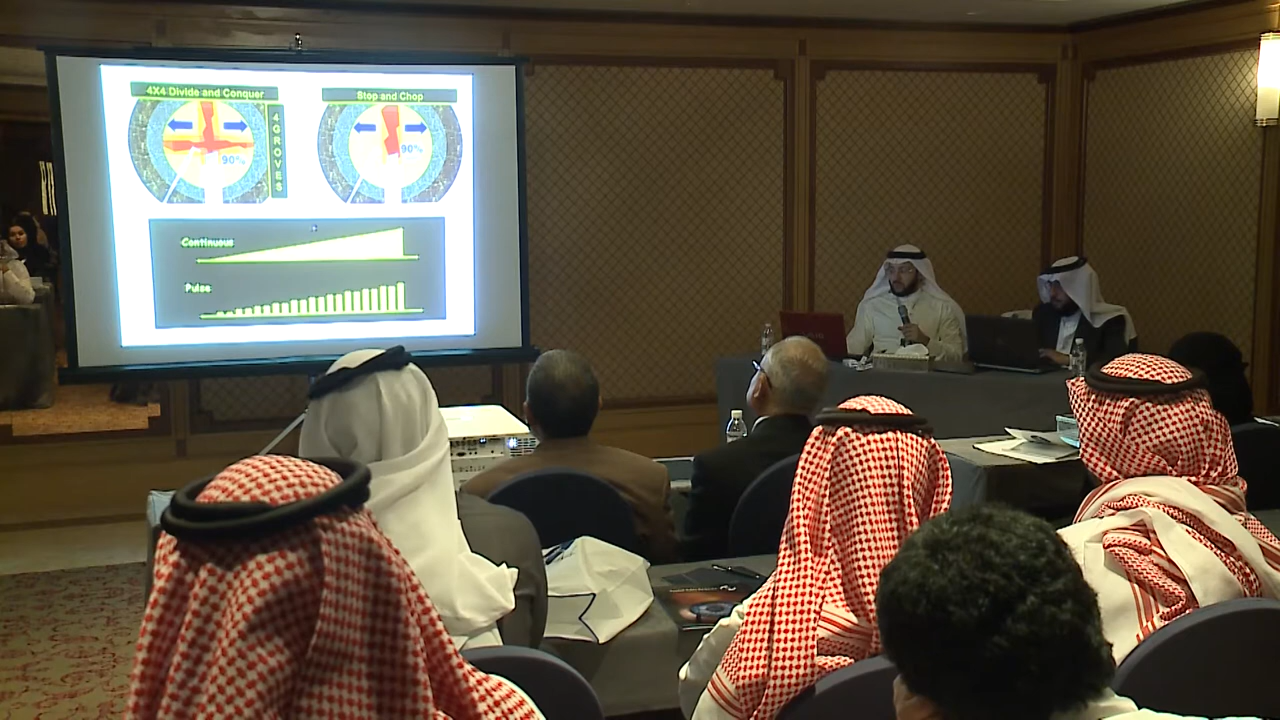 4X4 Divide and Conquer
90%
4 GROVES
Stop and Chop
90%
Continuous
Pulse